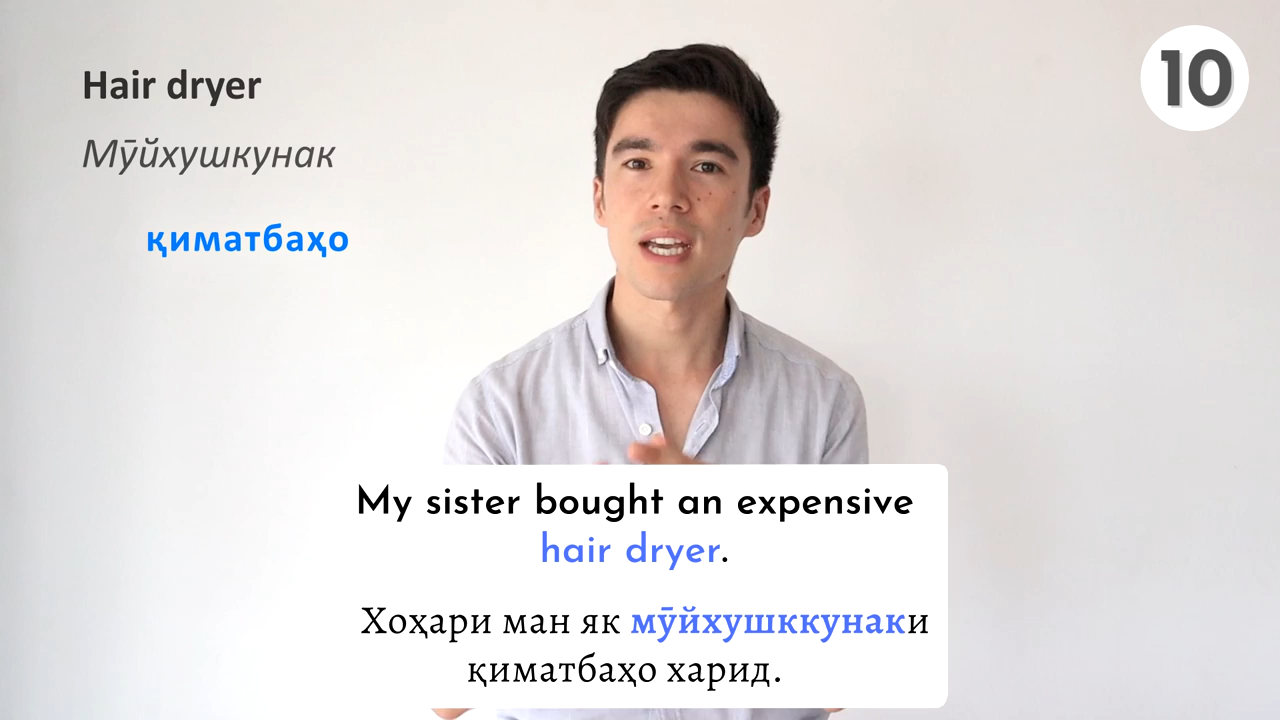 Hair dryer
Мӯйхушкунак
қиматбаҳо
10
My sister bought an expensive
hair dryer.
Хоҳари ман як мӯйхушккунаки
қиматбаҳо харид.